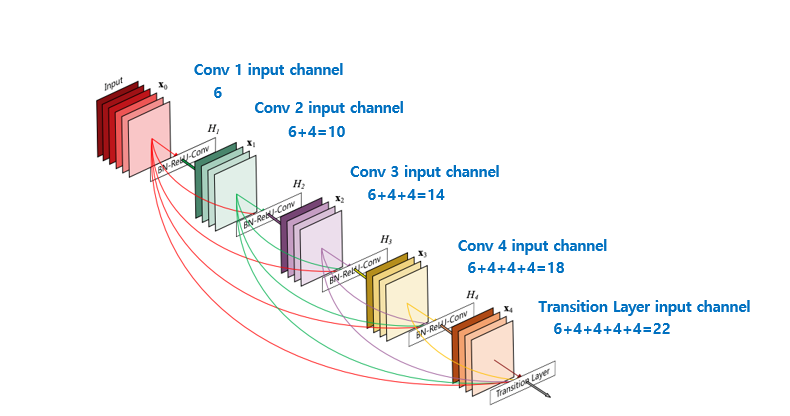 Input
x0
Conv 1 input channel
6
H1
BN-ReLU-Conv
Conv 2 input channel
6+4=10
x1
H2
BN-ReLU-Conv
Conv 3 input channel
6+4+4=14
x2
H3
BN-ReLU-Conv
Conv 4 input channel
6+4+4+4=18
x3
H4
BN-ReLU-Conv
Transition Layer input channel
6+4+4+4+4=22
x4
Transition Layer